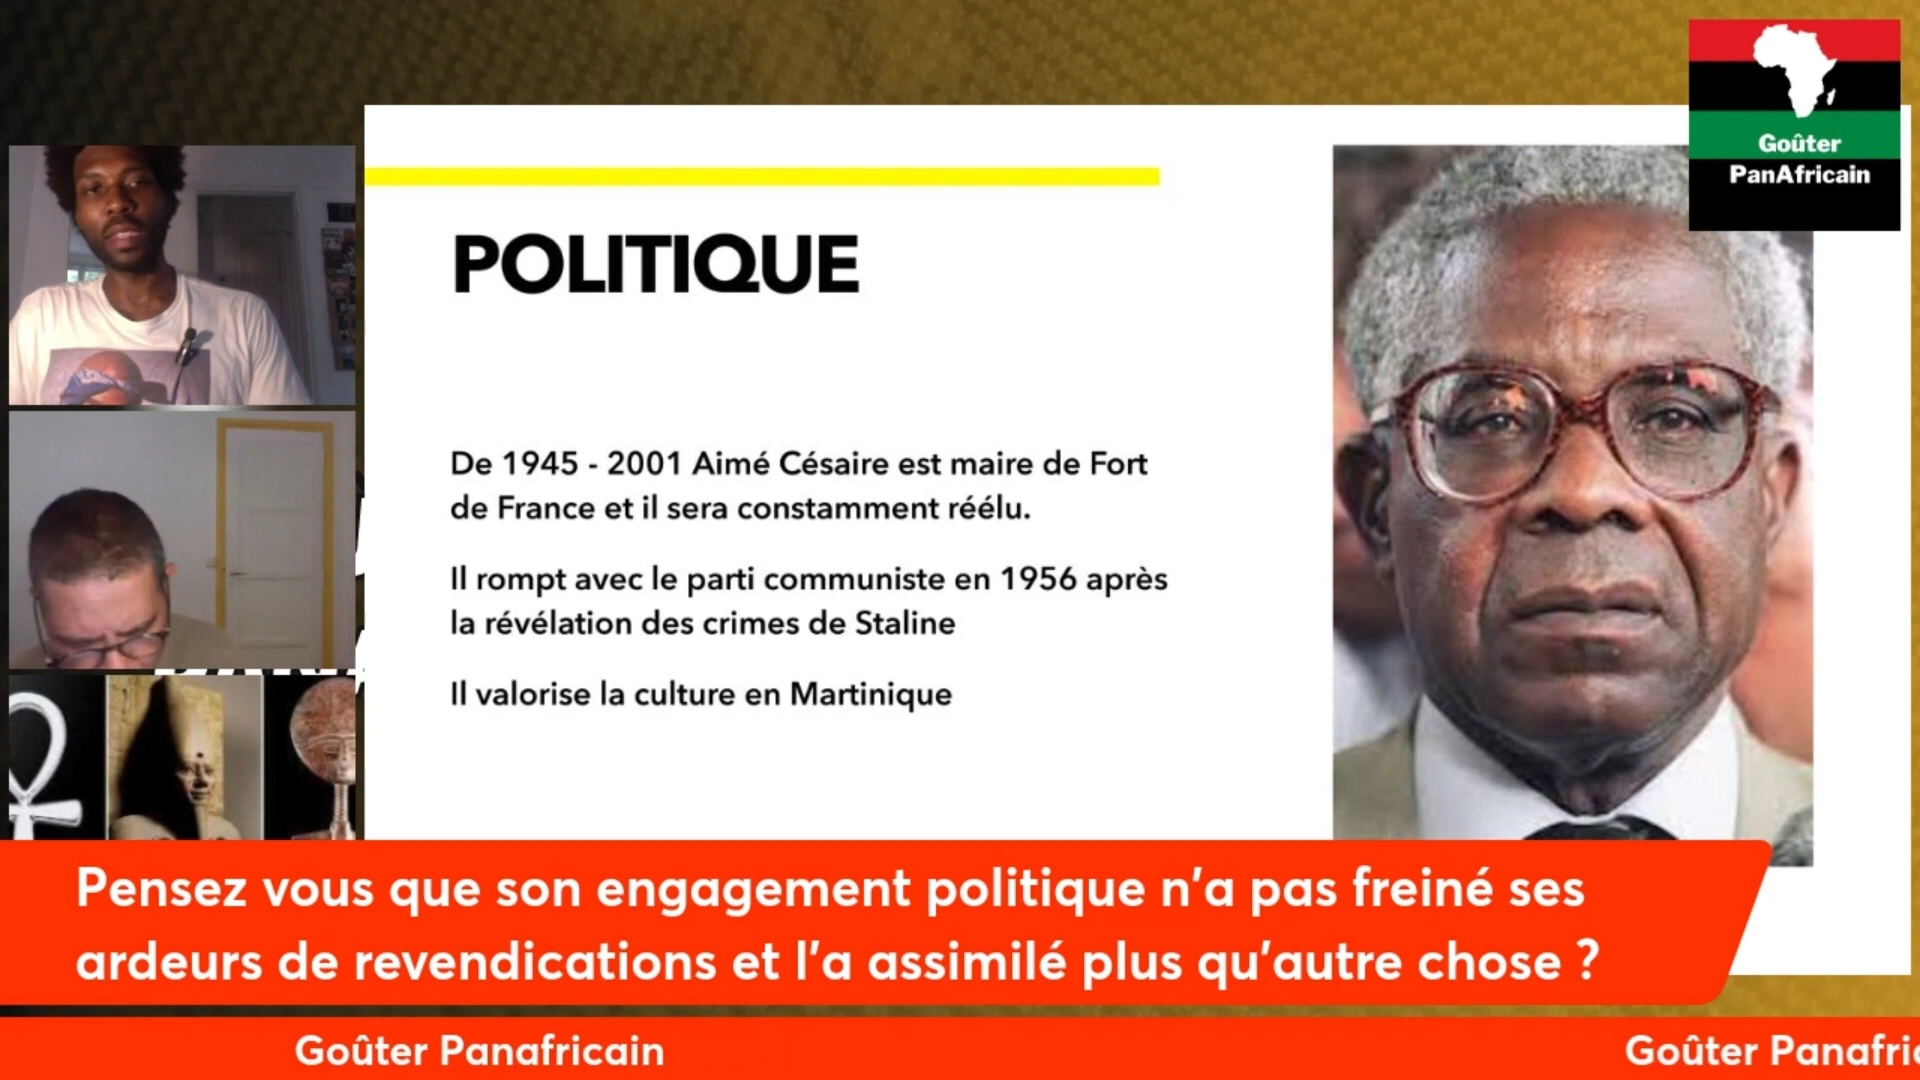 Goûter
PanAfricain
POLITIQUE
De 1945 - 2001 Aimé Césaire est maire de Fort
de France et il sera constamment réélu.
Il rompt avec le parti communiste en 1956 après
la révélation des crimes de Staline
Il valorise la culture en Martinique
Pensez vous que son engagement politique n'a pas freiné ses
ardeurs de revendications et l'a assimilé plus qu'autre chose ?
Goûter Panafricain
Goûter Panafric